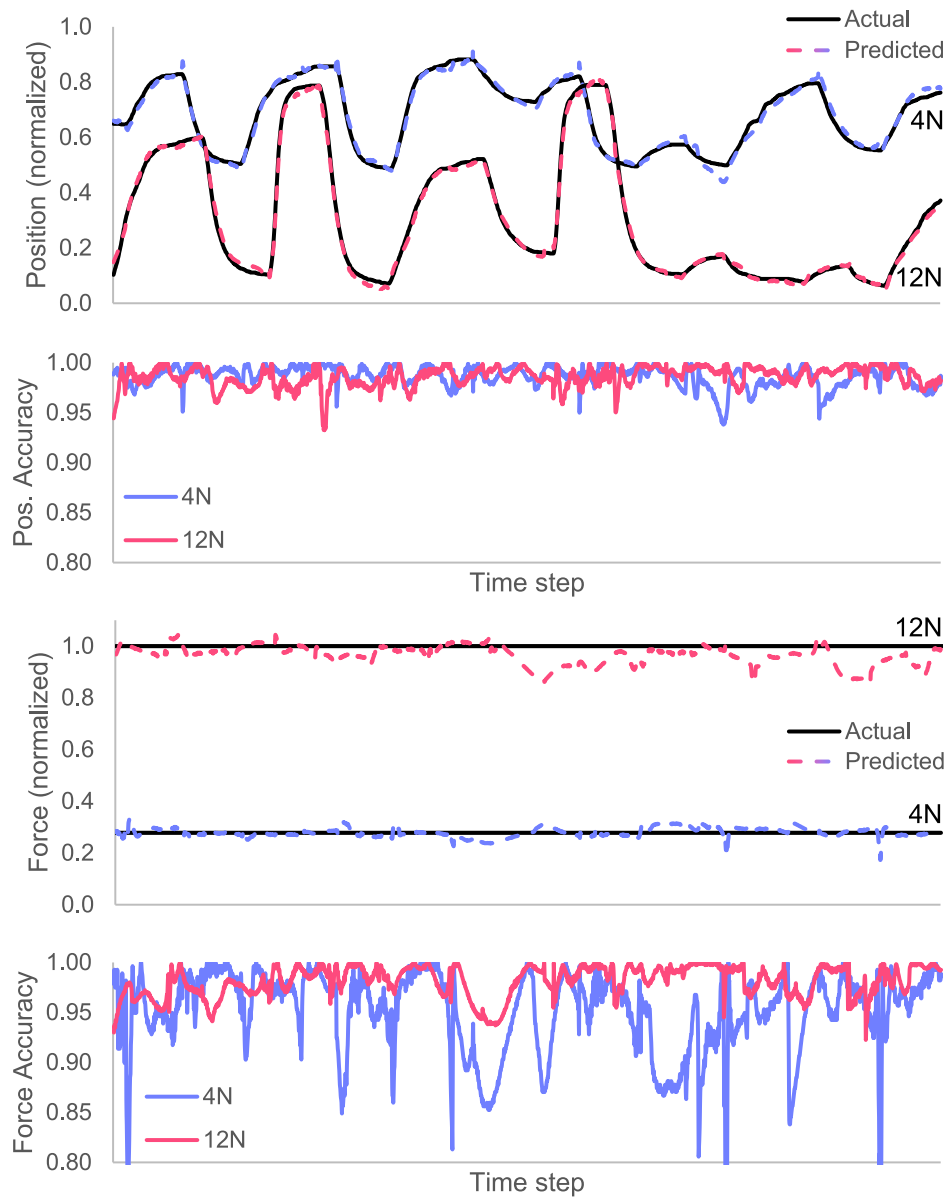 Position (normalized)
1.0
0.8
0.6
0.4
0.2
0.0
Actual
Predicted
4N
12N
Pos. Accuracy
1.00
0.95
0.90
0.85
0.80
4N
12N
Time step
Force (normalized)
1.0
0.8
0.6
0.4
0.2
0.0
12N
Actual
Predicted
4N
Force Accuracy
1.00
0.95
0.90
0.85
0.80
4N
12N
Time step